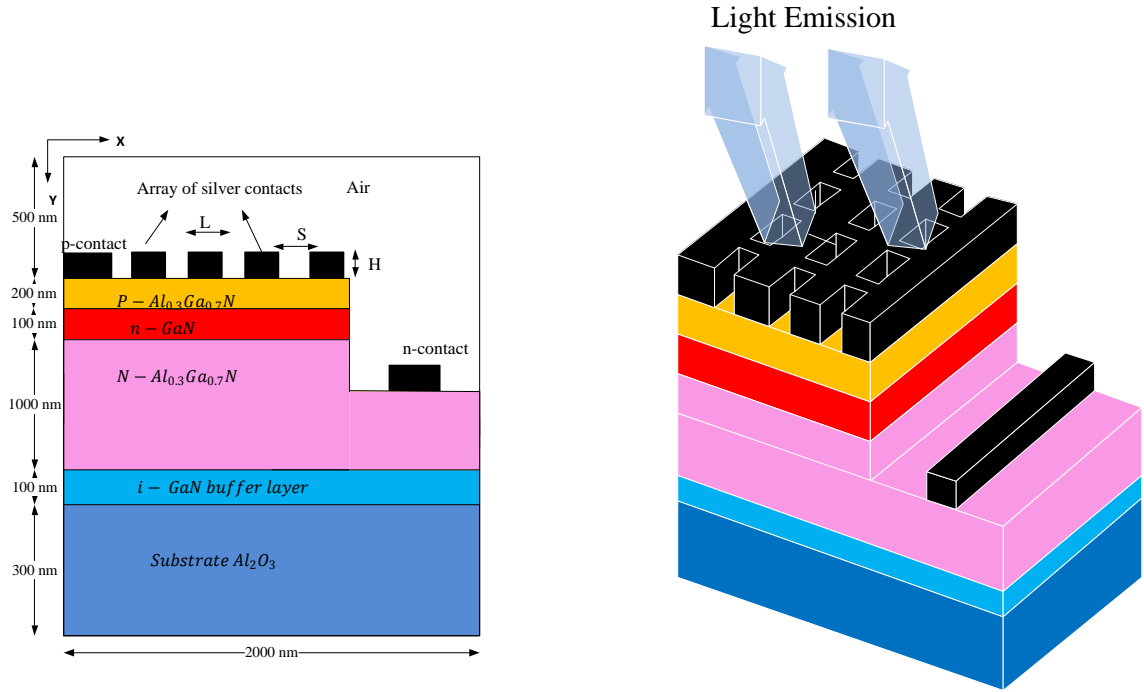 Light Emission
X
Y
500 nm
Array of silver contacts
Air
p-contact
L
S
H
200 nm
P − Al₀.₃Ga₀.₇N
100 nm
n − GaN
n-contact
N − Al₀.₃Ga₀.₇N
1000 nm
100 nm
i − GaN buffer layer
300 nm
Substrate Al₂O₃
2000 nm